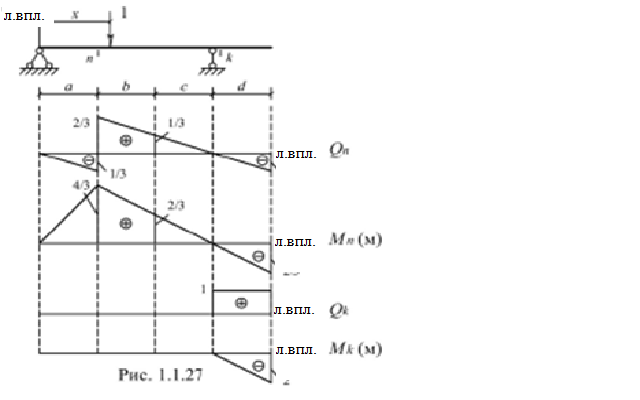 л.впл. x 1
n k
a b c d
2/3 1/3
1/3 л.впл. Qn
4/3 2/3
л.впл. Mn (м)
1
л.впл. Qk
л.впл. Mk (м)
Рис. 1.1.27